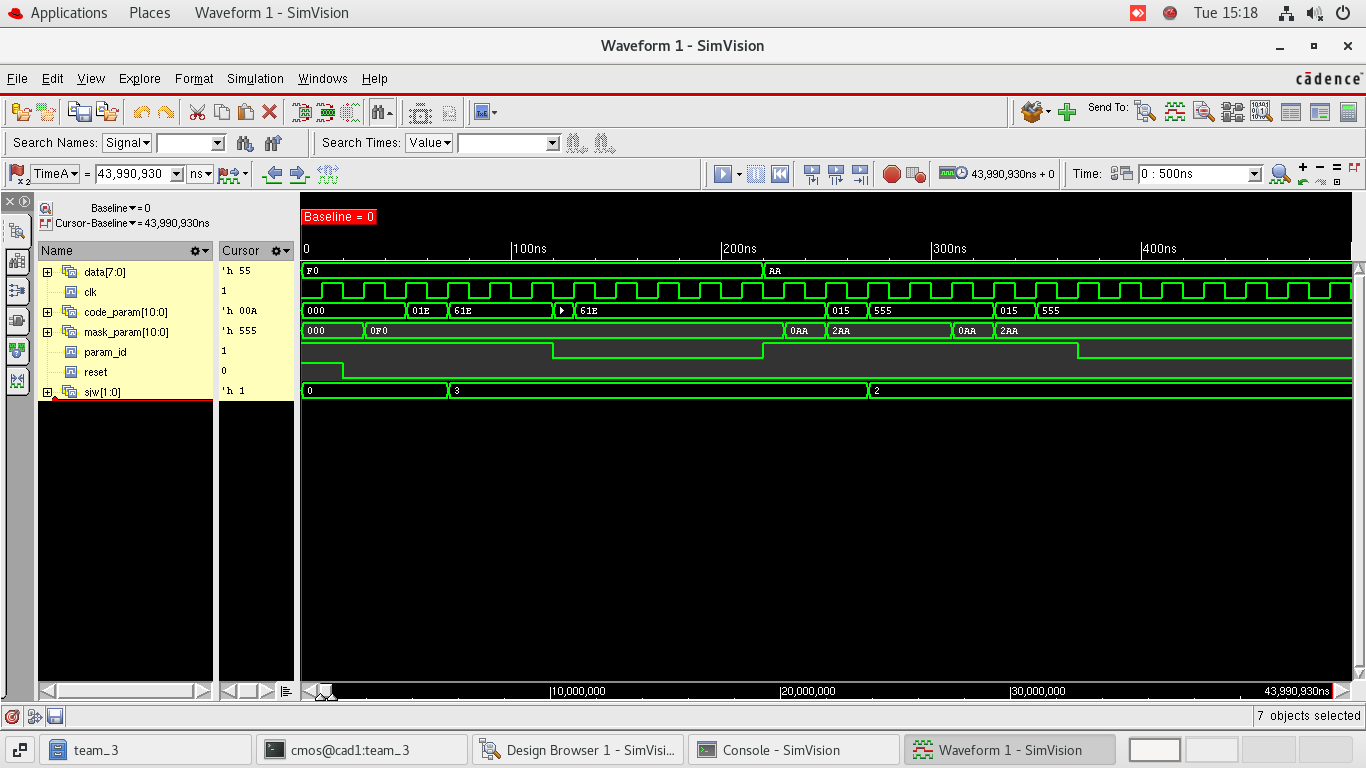 Applications Places Waveform 1 - SimVision Tue 15:18
Waveform 1 - SimVision
File Edit View Explore Format Simulation Windows Help cādence
Send To:
Search Names: Signal Search Times: Value
TimeA = 43,990,930 ns 43,990,930ns + 0 Time: 0 : 500ns
Baseline = 0
Cursor-Baseline = 43,990,930ns
Baseline = 0
Name Cursor 0 100ns 200ns 300ns 400ns
data[7:0] 'h 55 F0 AA
clk 1
code_param[10:0] 'h 00A 000 01E 61E 61E 015 555 015 555
mask_param[10:0] 'h 555 000 0F0 0AA 2AA 0AA 2AA
param_id 1
reset 0
sjw[1:0] 'h 1 0 3 2
10,000,000 20,000,000 30,000,000 43,990,930ns
7 objects selected
team_3 cmos@cad1:team_3 Design Browser 1 - SimVisi... Console - SimVision Waveform 1 - SimVision